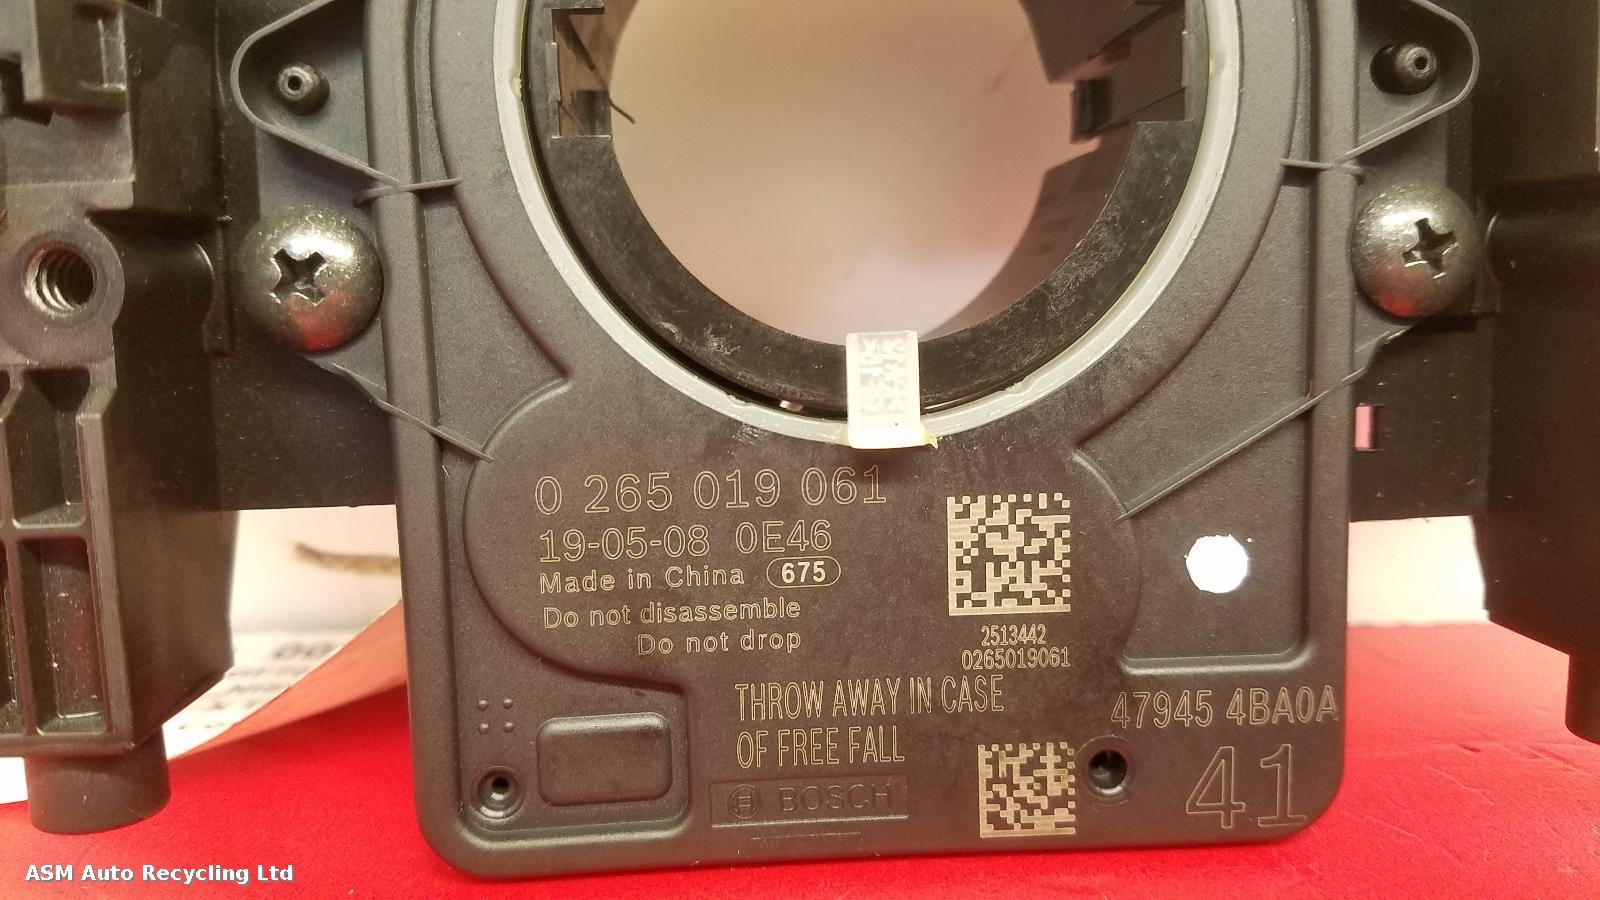 0 265 019 061
19-05-08 0E46
Made in China 675
Do not disassemble
Do not drop
2513442
0265019061
THROW AWAY IN CASE
OF FREE FALL
47945 4BA0A
41
BOSCH
ASM Auto Recycling Ltd